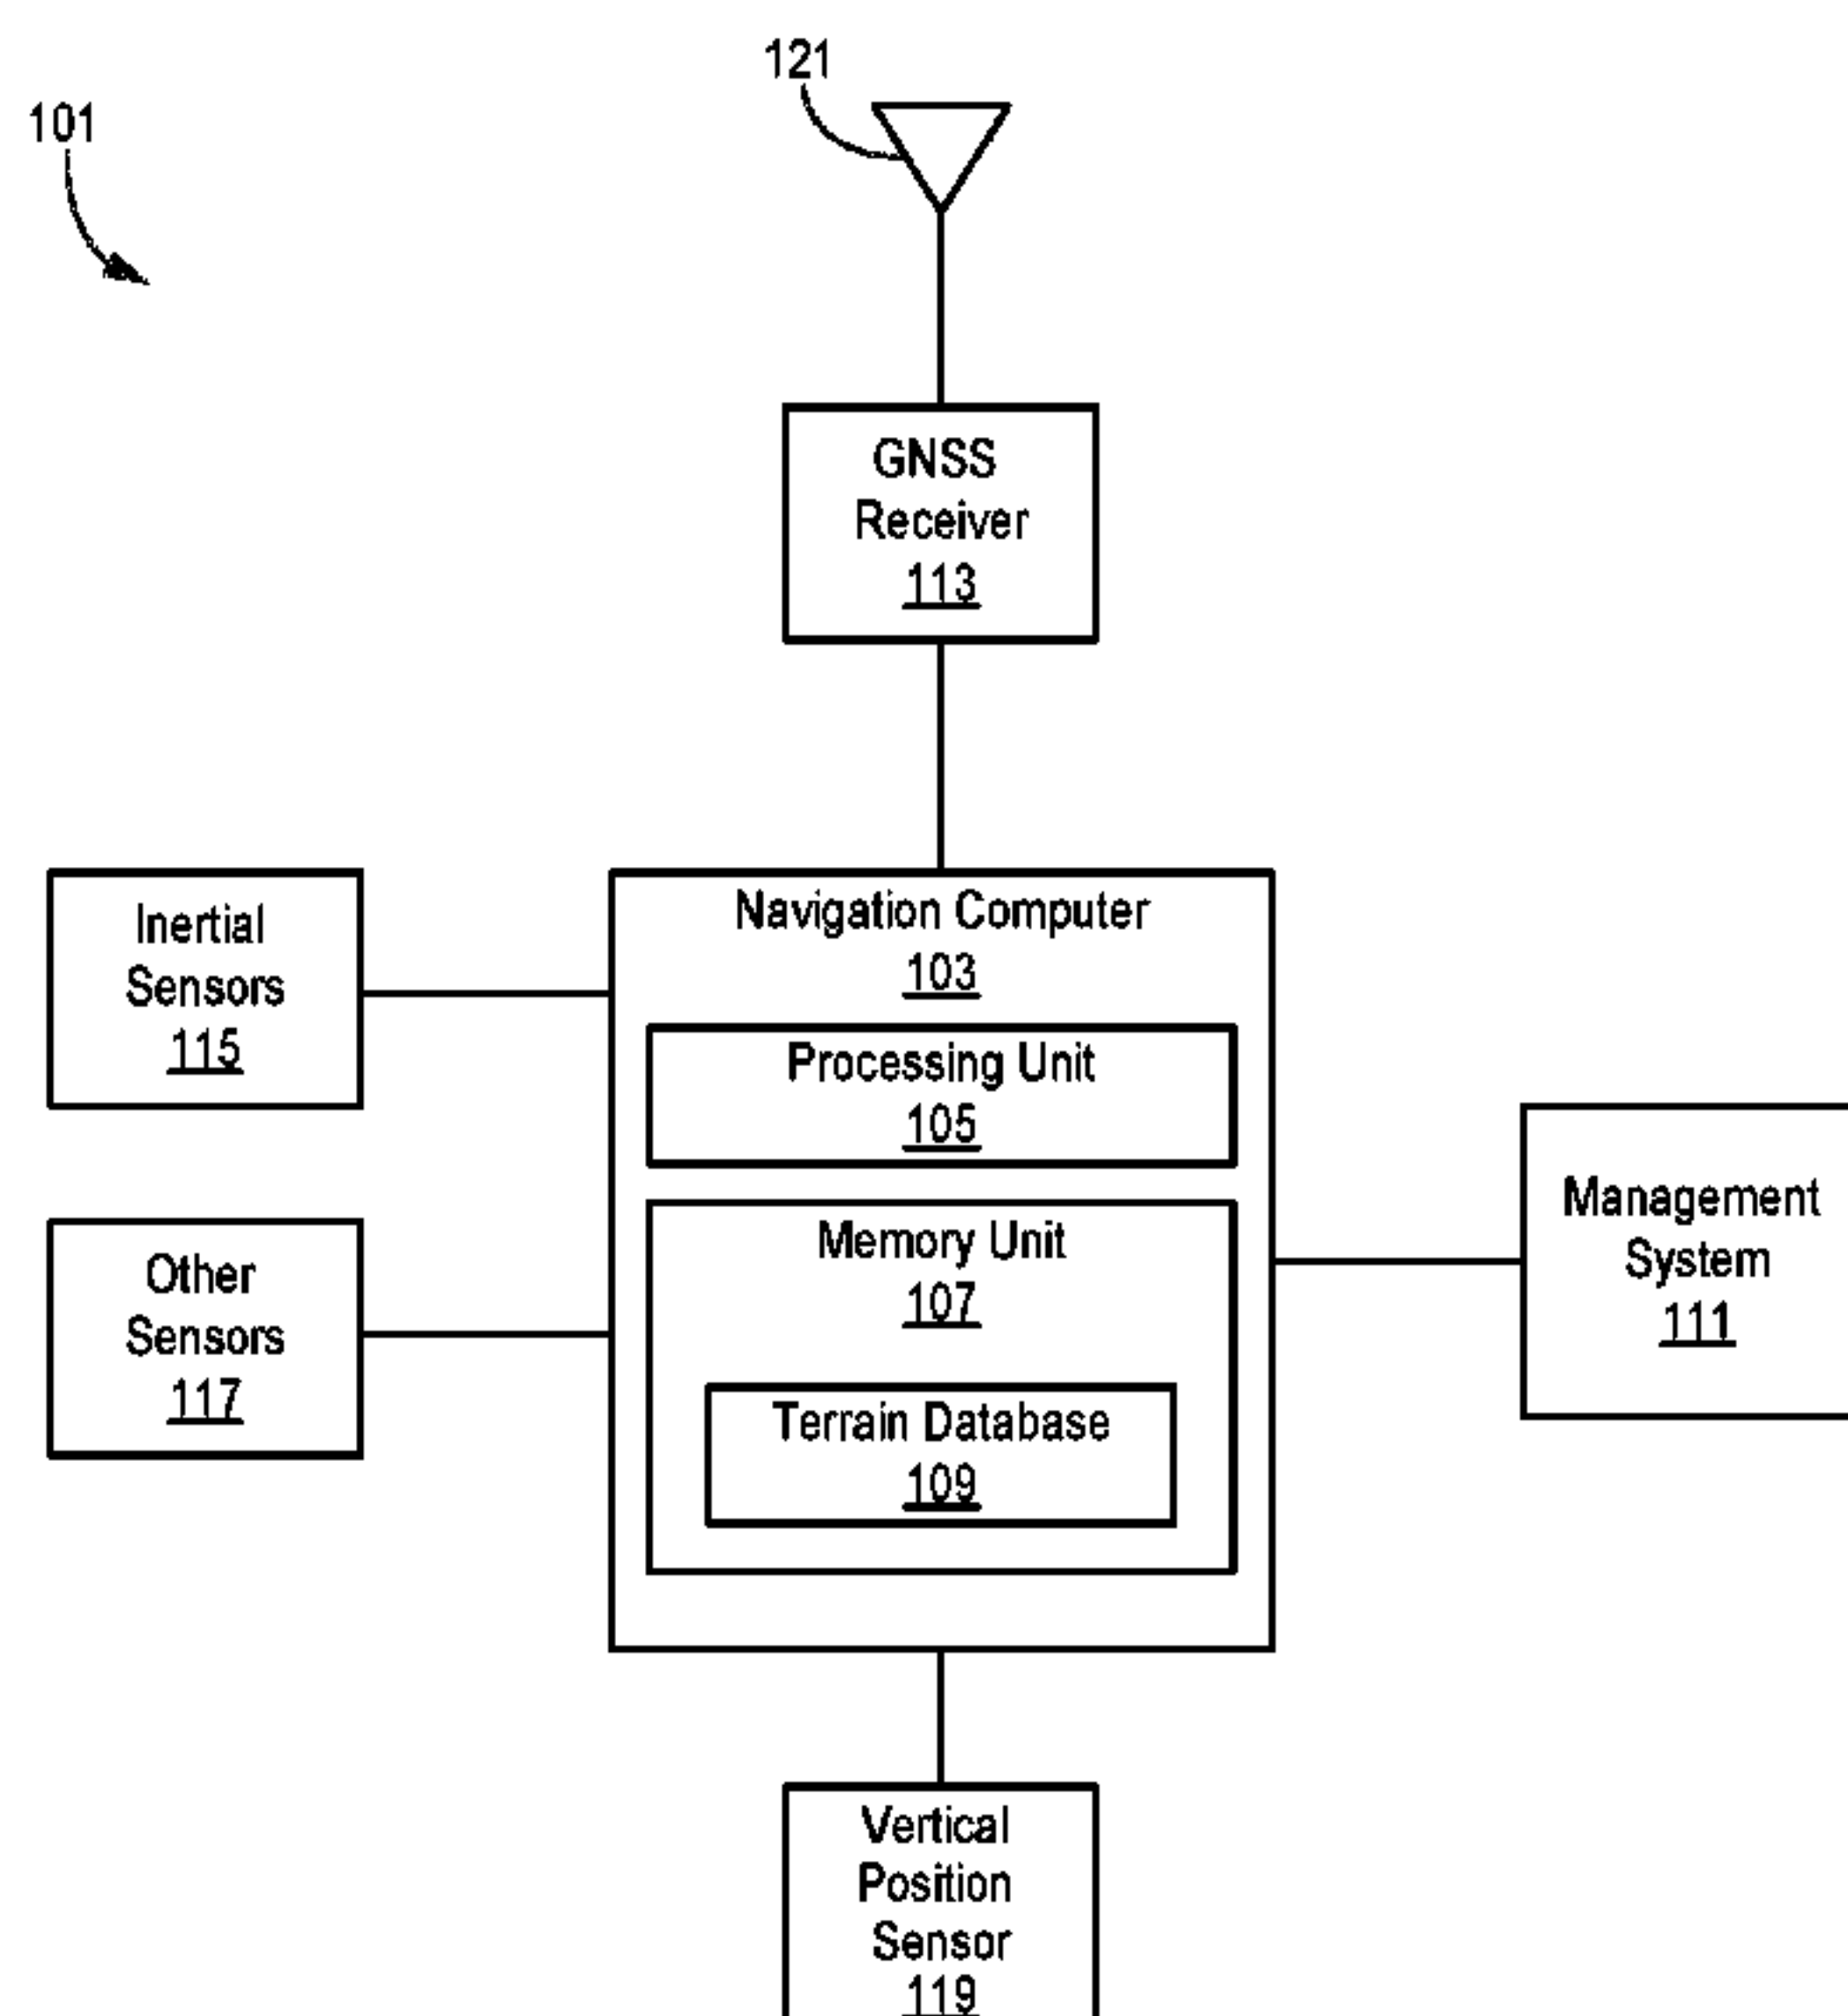 121
101
GNSS
Receiver
113
Inertial
Sensors
115
Navigation Computer
103
Processing Unit
105
Other
Sensors
117
Memory Unit
107
Terrain Database
109
Management
System
111
Vertical
Position
Sensor
119